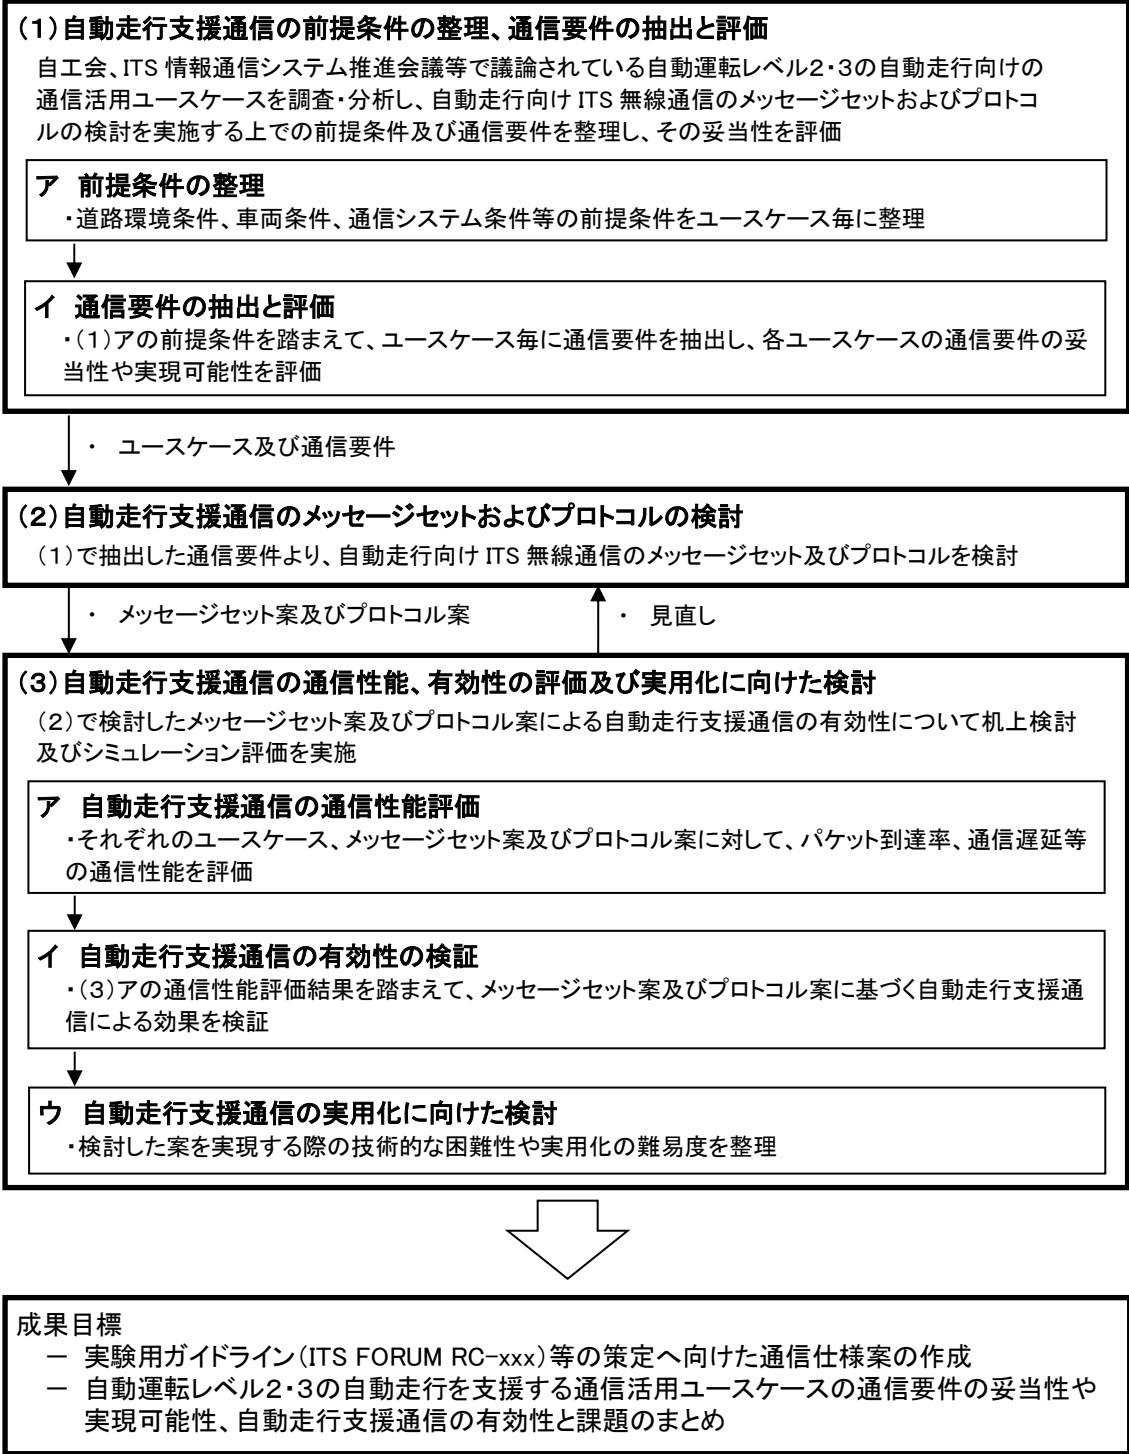 (1)自動走行支援通信の前提条件の整理、通信要件の抽出と評価
自工会、ITS 情報通信システム推進会議等で議論されている自動運転レベル2・3の自動走行向けの
通信活用ユースケースを調査・分析し、自動走行向け ITS 無線通信のメッセージセットおよびプロトコ
ルの検討を実施する上での前提条件及び通信要件を整理し、その妥当性を評価
ア 前提条件の整理
・道路環境条件、車両条件、通信システム条件等の前提条件をユースケース毎に整理
イ 通信要件の抽出と評価
・(1)アの前提条件を踏まえて、ユースケース毎に通信要件を抽出し、各ユースケースの通信要件の妥
当性や実現可能性を評価
・ ユースケース及び通信要件
(2)自動走行支援通信のメッセージセットおよびプロトコルの検討
(1)で抽出した通信要件より、自動走行向け ITS 無線通信のメッセージセット及びプロトコルを検討
・ メッセージセット案及びプロトコル案
・ 見直し
(3)自動走行支援通信の通信性能、有効性の評価及び実用化に向けた検討
(2)で検討したメッセージセット案及びプロトコル案による自動走行支援通信の有効性について机上検討
及びシミュレーション評価を実施
ア 自動走行支援通信の通信性能評価
・それぞれのユースケース、メッセージセット案及びプロトコル案に対して、パケット到達率、通信遅延等
の通信性能を評価
イ 自動走行支援通信の有効性の検証
・(3)アの通信性能評価結果を踏まえて、メッセージセット案及びプロトコル案に基づく自動走行支援通
信による効果を検証
ウ 自動走行支援通信の実用化に向けた検討
・検討した案を実現する際の技術的な困難性や実用化の難易度を整理
成果目標
― 実験用ガイドライン(ITS FORUM RC-xxx)等の策定へ向けた通信仕様案の作成
― 自動運転レベル2・3の自動走行を支援する通信活用ユースケースの通信要件の妥当性や
実現可能性、自動走行支援通信の有効性と課題のまとめ